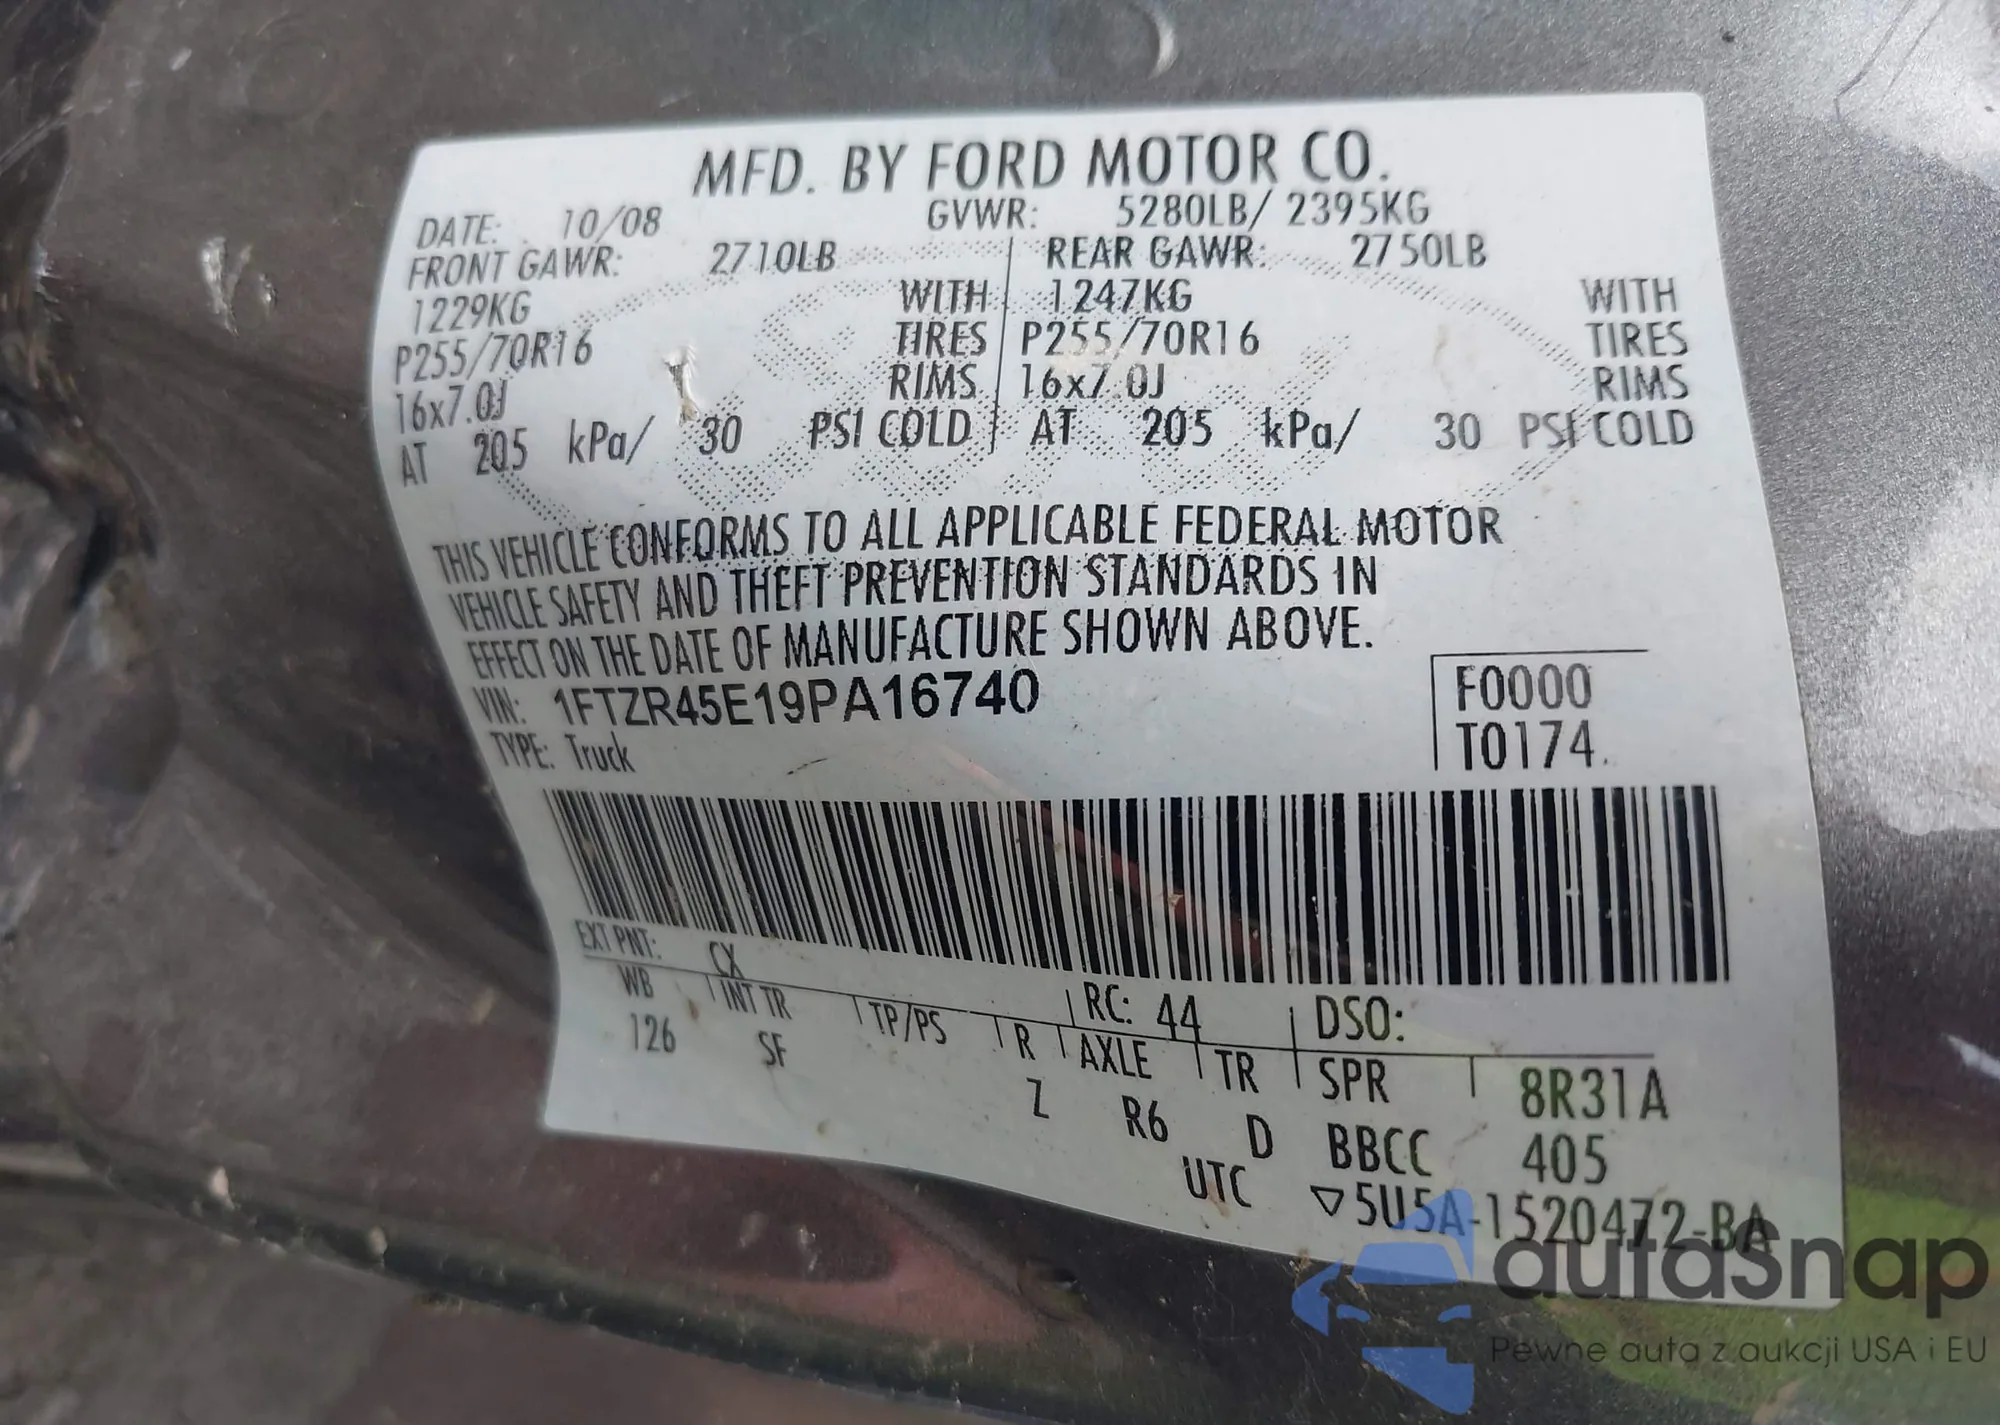 MFD. BY FORD MOTOR CO.
DATE: 10/08 GVWR: 5280LB/ 2395KG
FRONT GAWR: 2710LB REAR GAWR: 2750LB
1229KG WITH 1247KG WITH
P255/70R16 TIRES P255/70R16 TIRES
16x7.0J RIMS 16x7.0J RIMS
AT 205 kPa/ 30 PSI COLD AT 205 kPa/ 30 PSI COLD
THIS VEHICLE CONFORMS TO ALL APPLICABLE FEDERAL MOTOR
VEHICLE SAFETY AND THEFT PREVENTION STANDARDS IN
EFFECT ON THE DATE OF MANUFACTURE SHOWN ABOVE.
VIN: 1FTZR45E19PA16740 F0000
TYPE: Truck T0174
EXT PNT: CX RC: 44 DSO:
WB INT TR TP/PS R AXLE TR SPR 8R31A
126 SF Z R6 D BBCC 405
UTC ▽5U5A-1520472-BA
autasnap
Pewne auta z aukcji USA i EU